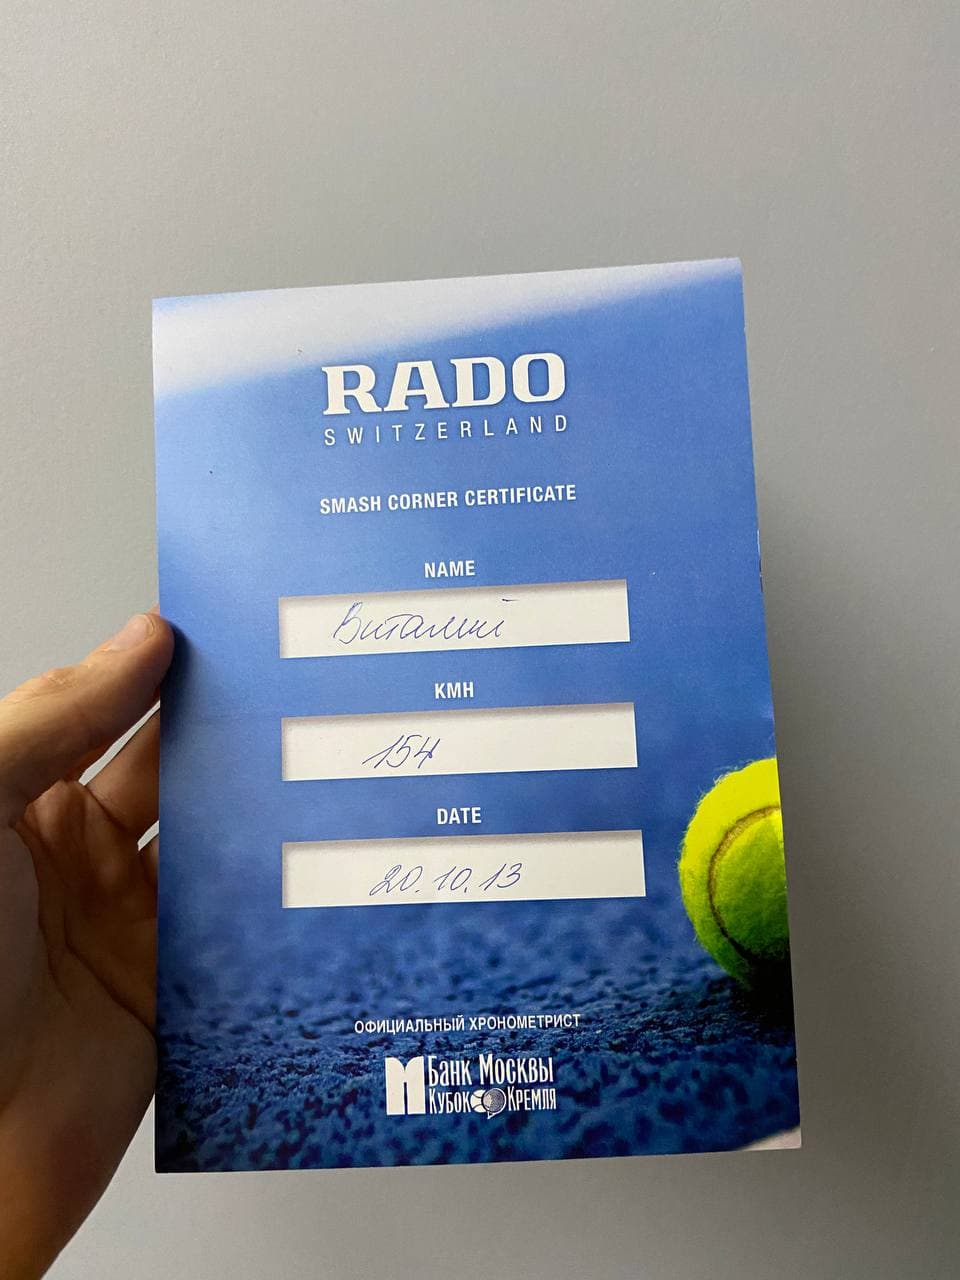 RADO
SWITZERLAND
SMASH CORNER CERTIFICATE
NAME
Виталий
KMH
154
DATE
20.10.13
ОФИЦИАЛЬНЫЙ ХРОНОМЕТРИСТ
БАНК МОСКВЫ
КУБОК КРЕМЛЯ